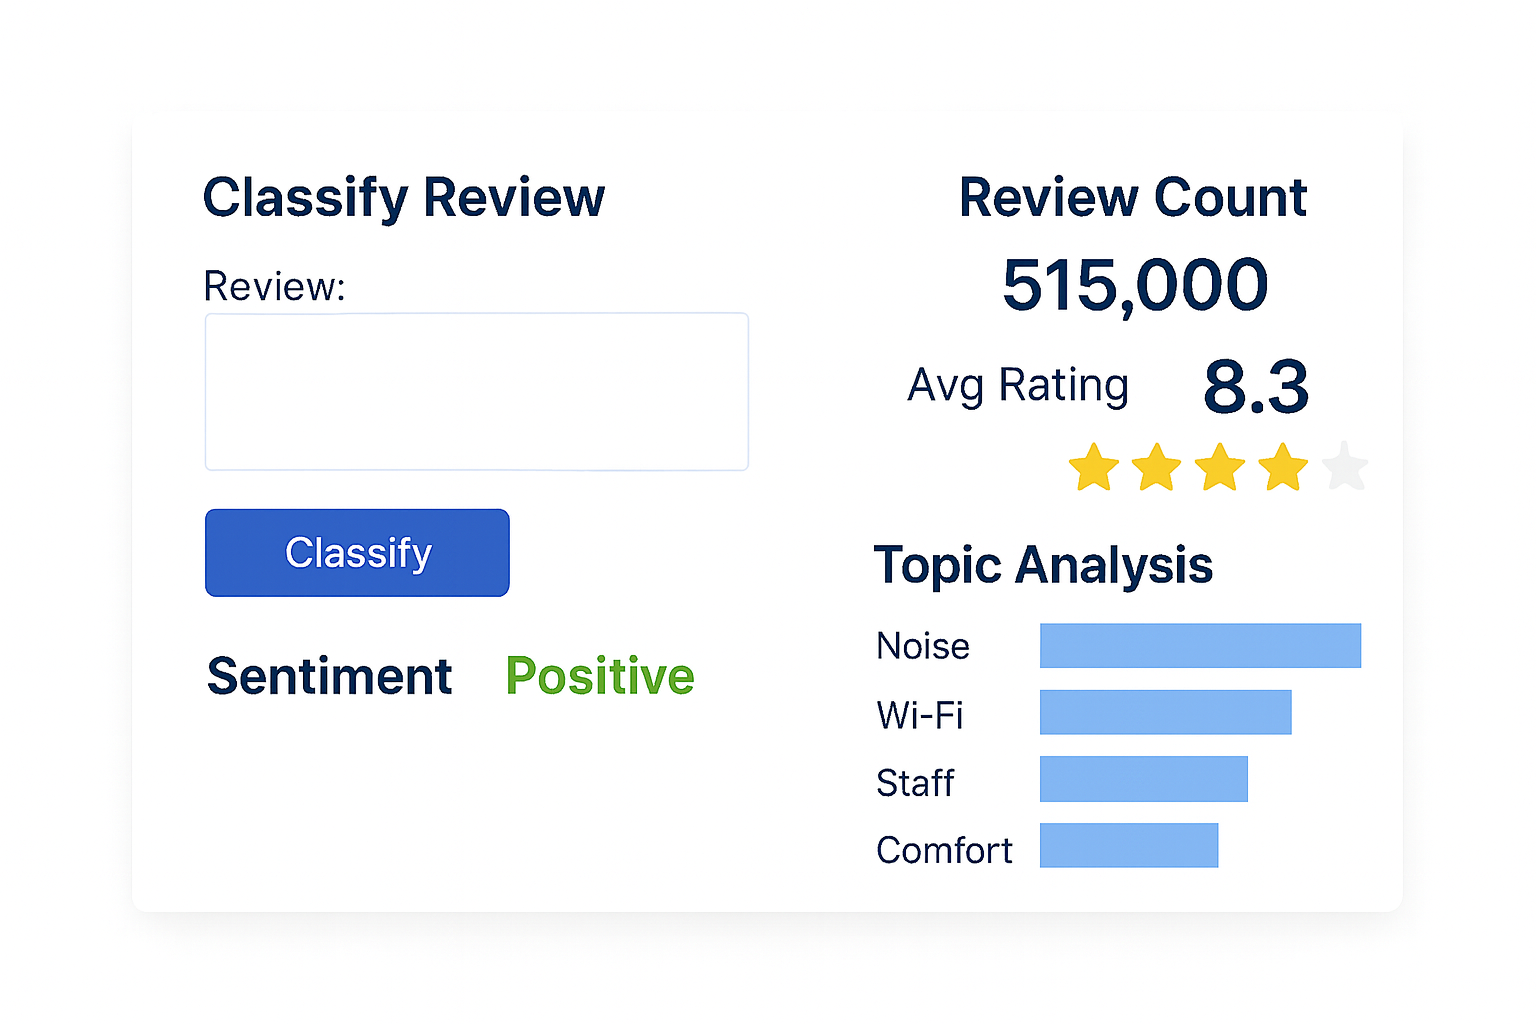 Classify Review
Review:
Classify
Sentiment Positive
Review Count
515,000
Avg Rating 8.3
Topic Analysis
Noise
Wi-Fi
Staff
Comfort